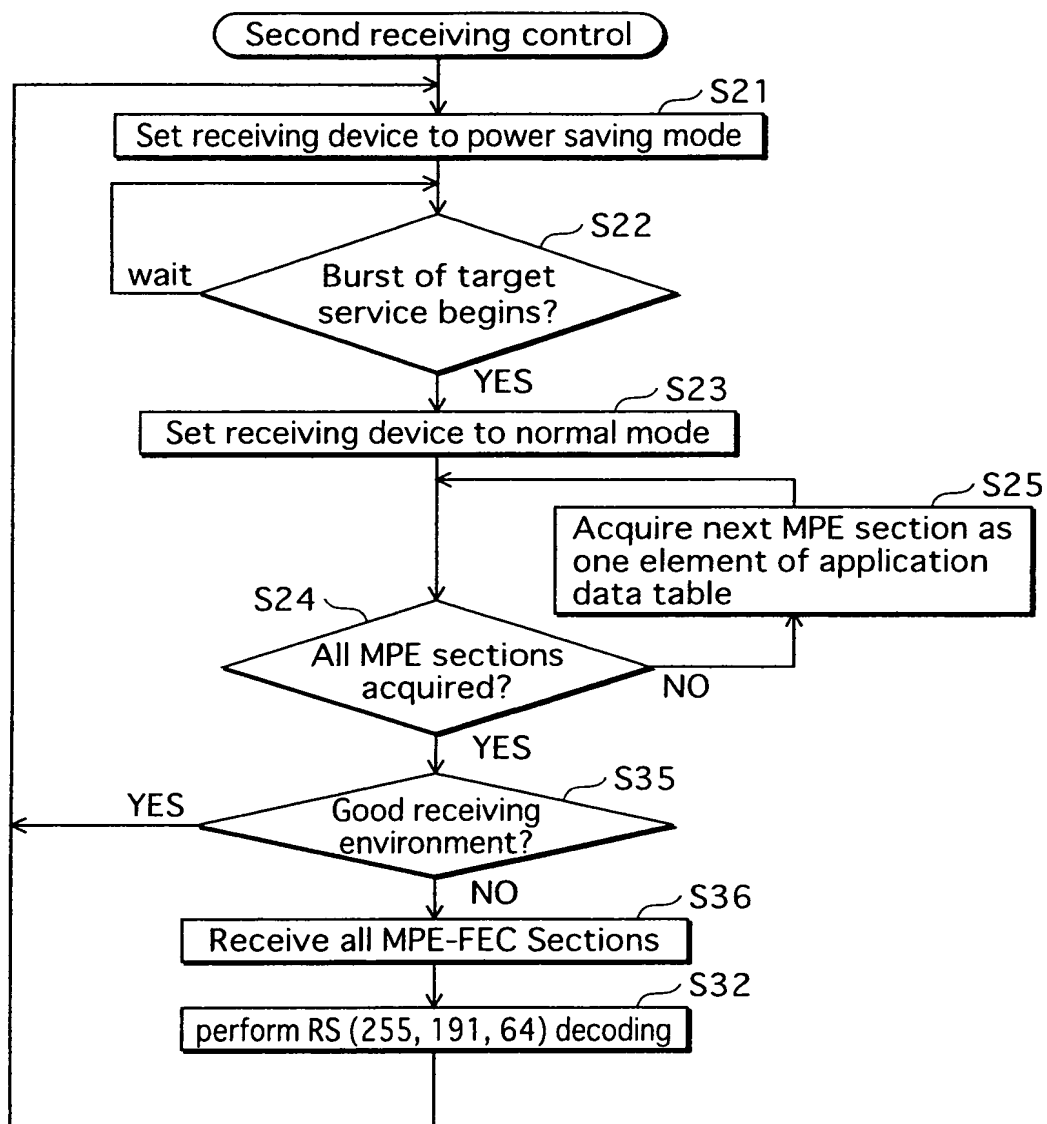 Second receiving control
S21
Set receiving device to power saving mode
S22
wait
Burst of target
service begins?
YES
S23
Set receiving device to normal mode
S25
Acquire next MPE section as
one element of application
data table
S24
All MPE sections
acquired?
NO
YES
S35
YES
Good receiving
environment?
NO
S36
Receive all MPE-FEC Sections
S32
perform RS (255, 191, 64) decoding